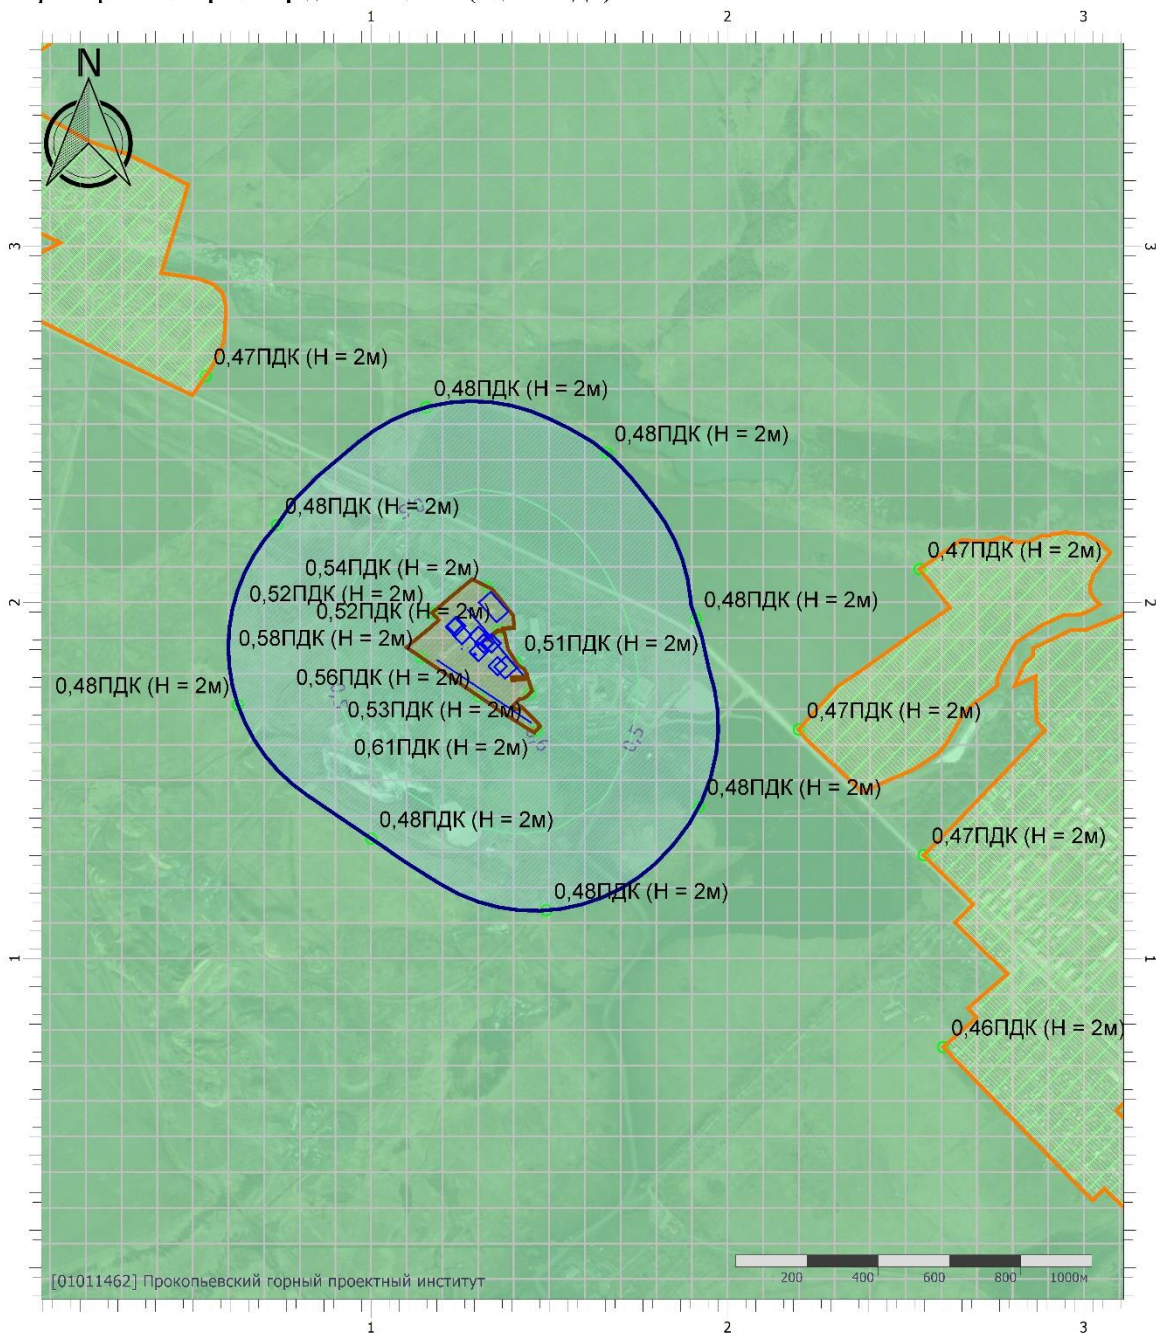 1 2 3
N
3 3
0,47ПДК (Н = 2м)
0,48ПДК (Н = 2м)
0,48ПДК (Н = 2м)
0,48ПДК (Н = 2м)
0,47ПДК (Н = 2м)
0,54ПДК (Н = 2м)
0,52ПДК (Н = 2м)
0,48ПДК (Н = 2м)
2 2
0,52ПДК (Н = 2м)
0,58ПДК (Н = 2м)
0,51ПДК (Н = 2м)
0,56ПДК (Н = 2м)
0,48ПДК (Н = 2м)
0,53ПДК (Н = 2м)
0,47ПДК (Н = 2м)
0,5
0,61ПДК (Н = 2м)
0,48ПДК (Н = 2м)
0,48ПДК (Н = 2м)
0,47ПДК (Н = 2м)
0,48ПДК (Н = 2м)
1 1
0,46ПДК (Н = 2м)
[01011462] Прокопьевский горный проектный институт
200 400 600 800 1000м
1 2 3